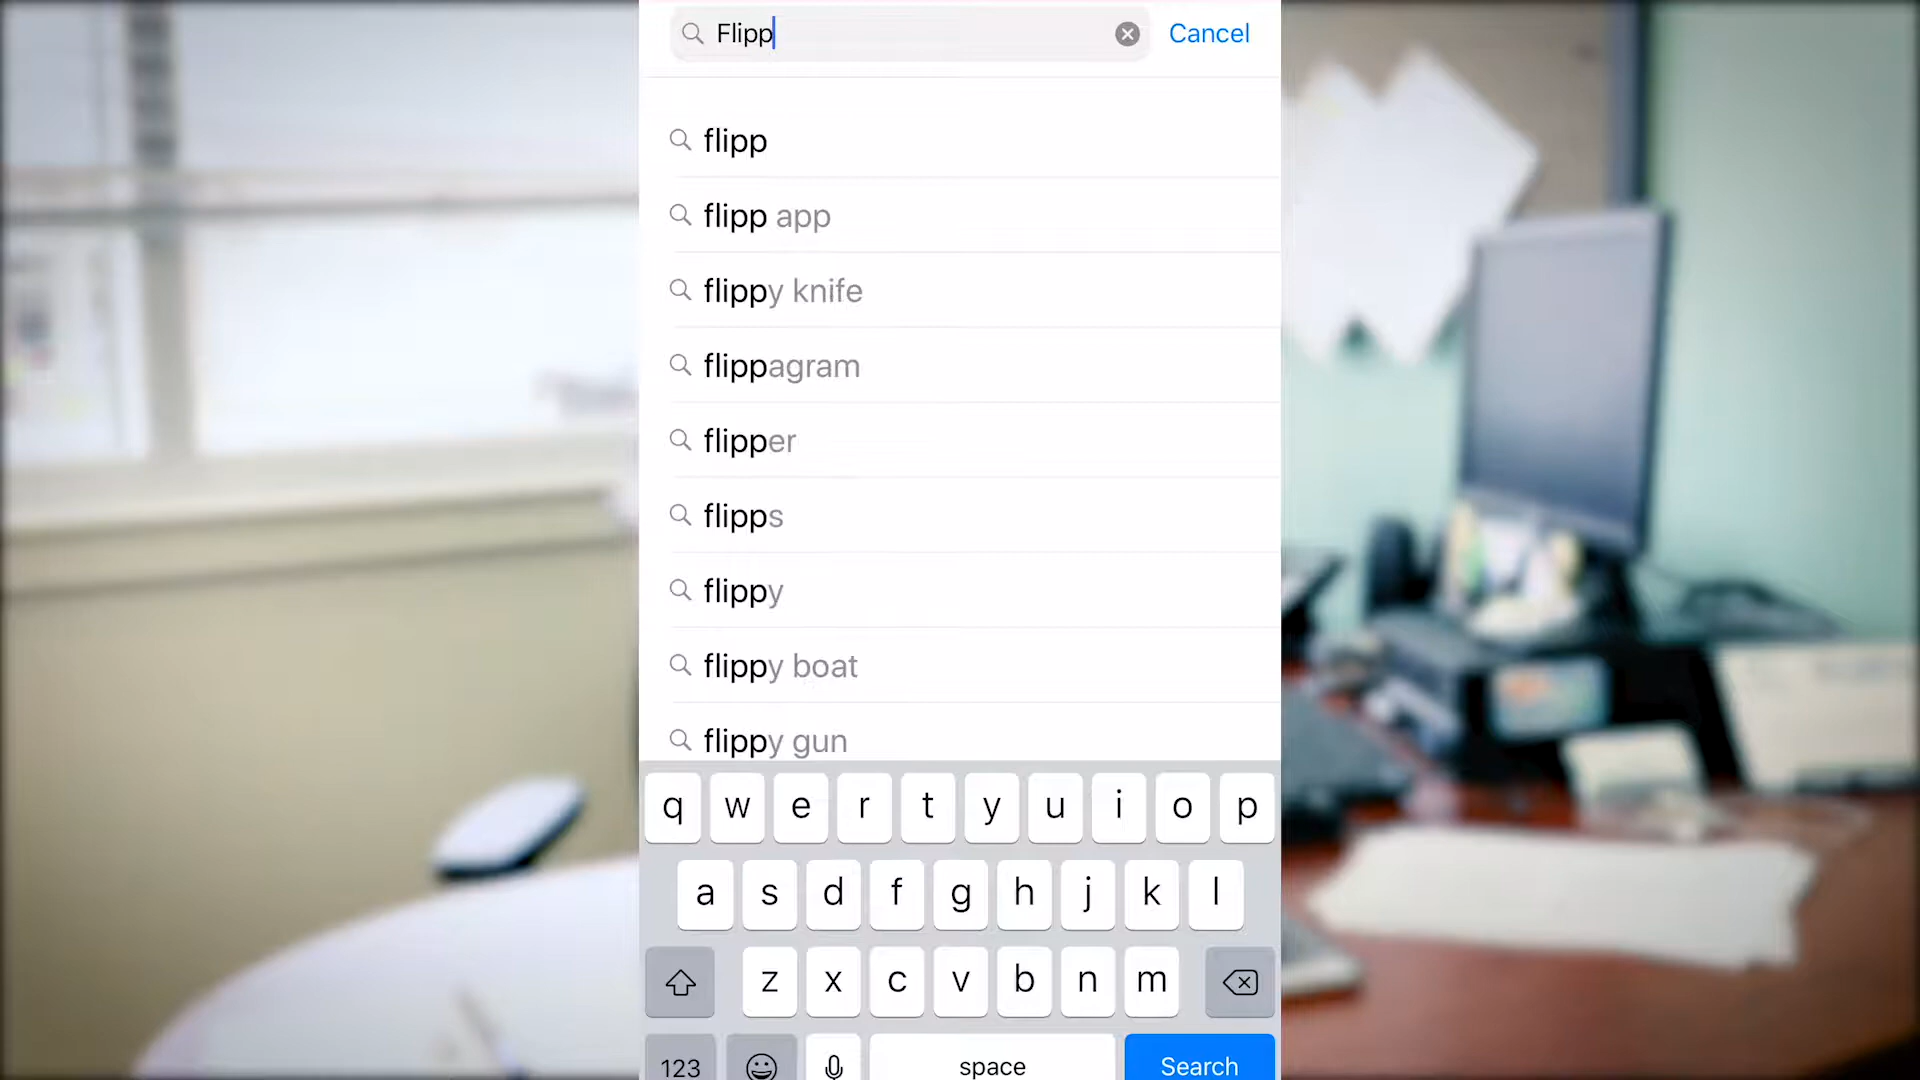 Flipp Cancel
flipp
flipp app
flippy knife
flippagram
flipper
flipps
flippy
flippy boat
flippy gun
q w e r t y u i o p
a s d f g h j k l
z x c v b n m
123 space Search